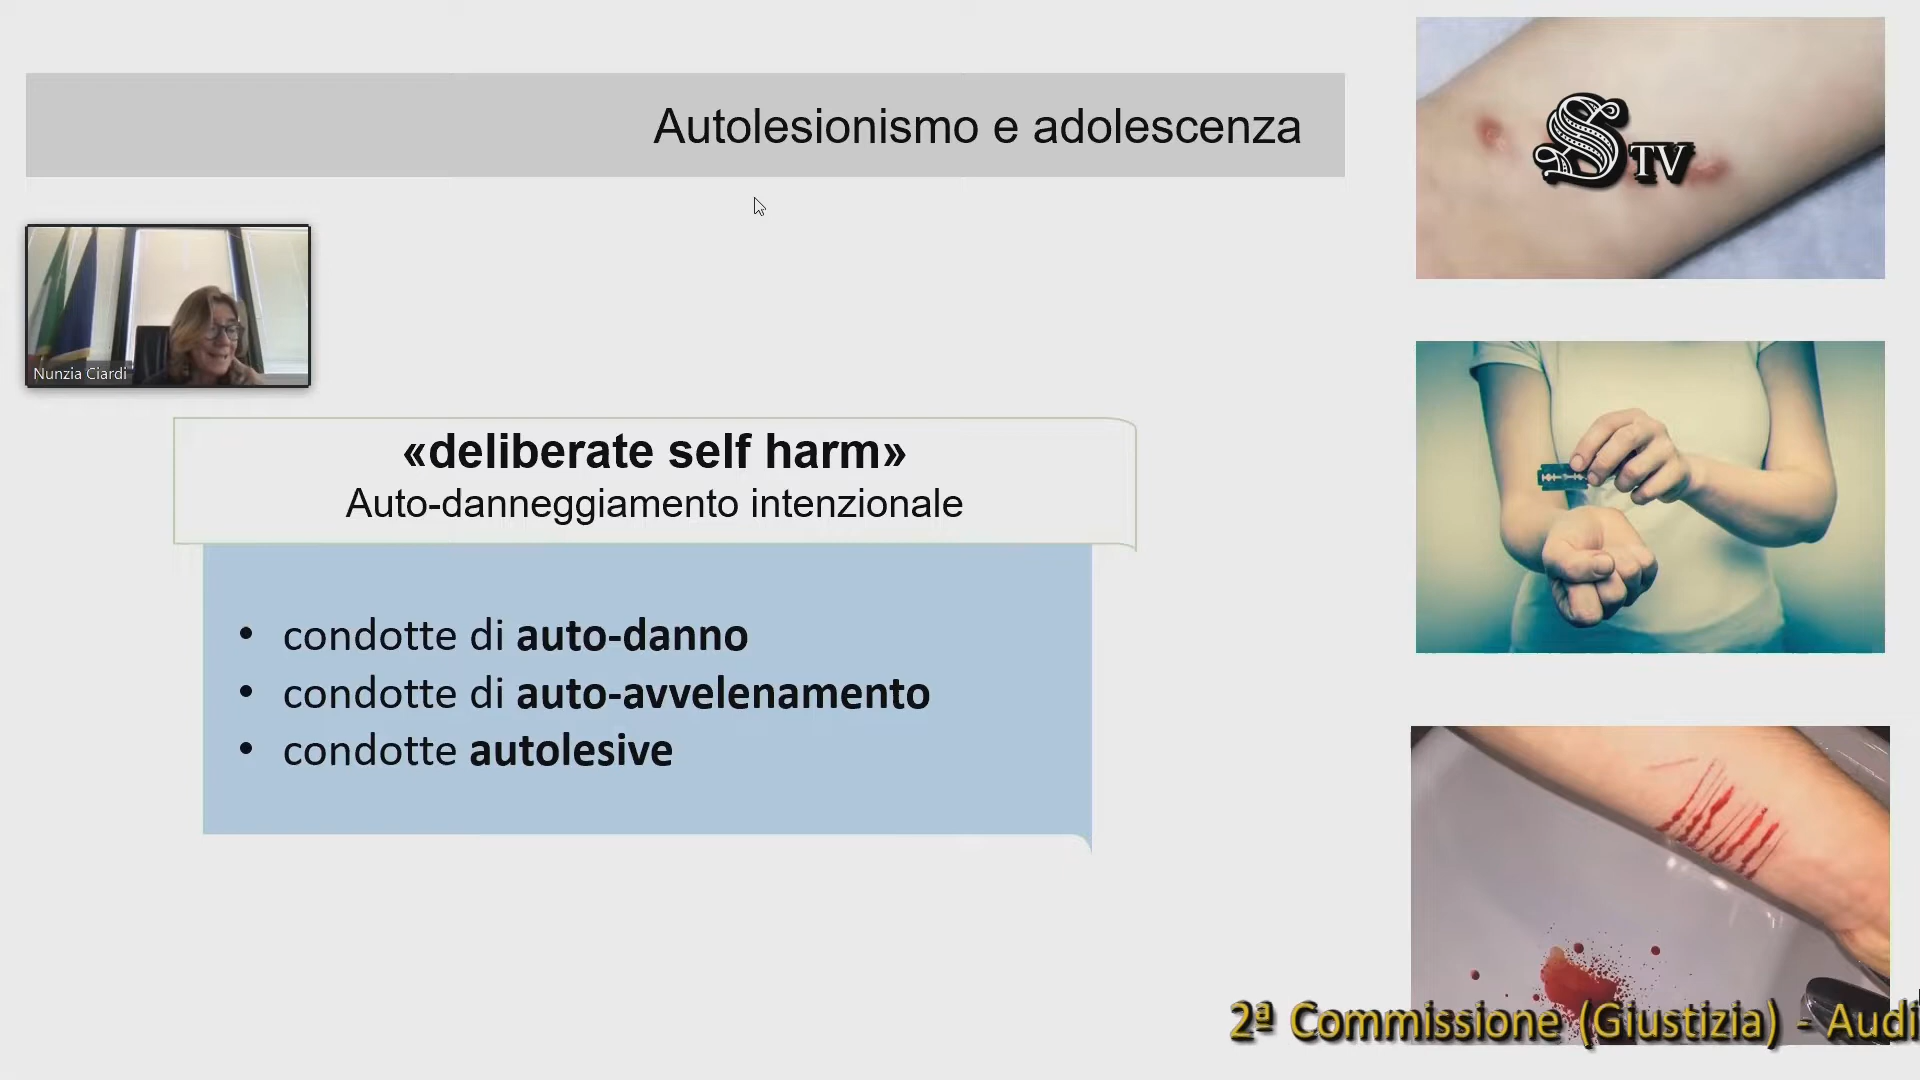 Autolesionismo e adolescenza
S TV
Nunzia Ciardi
«deliberate self harm»
Auto-danneggiamento intenzionale
• condotte di auto-danno
• condotte di auto-avvelenamento
• condotte autolesive
2ª Commissione (Giustizia) - Audi